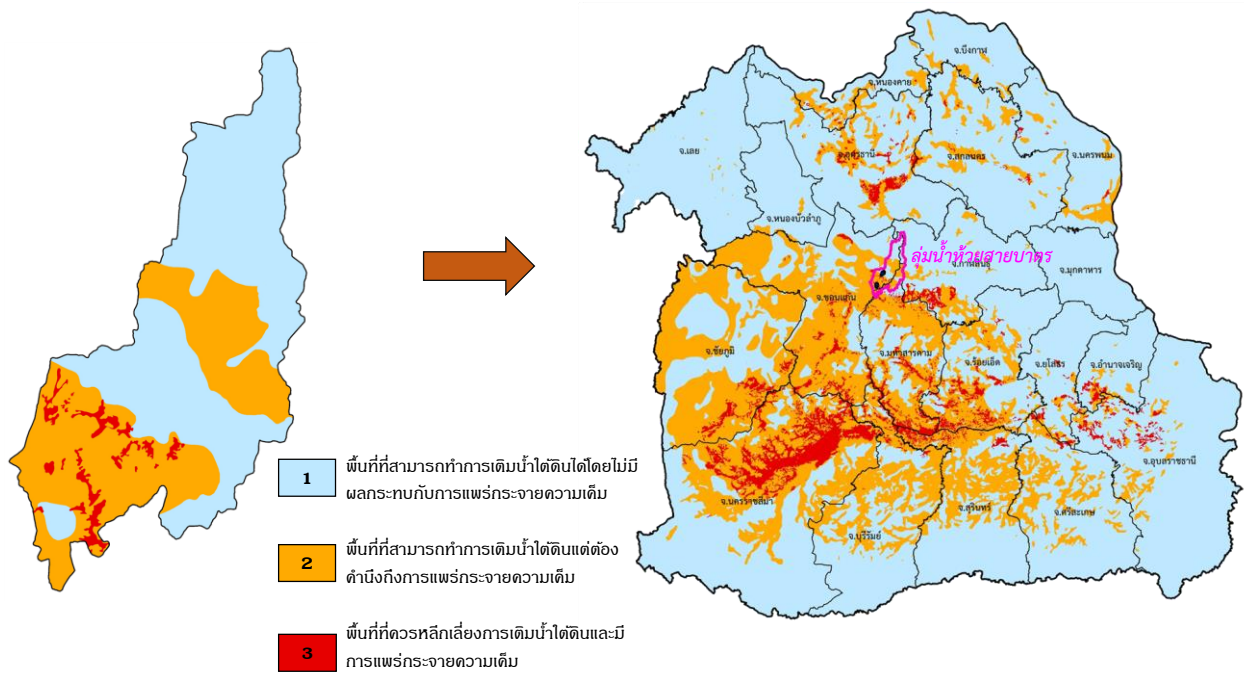 จ.บึงกาฬ
จ.หนองคาย
จ.เลย
จ.อุดรธานี
จ.สกลนคร
จ.นครพนม
จ.หนองบัวลำภู
ลุ่มน้ำห้วยสายบาตร
จ.กาฬสินธุ์
จ.มุกดาหาร
จ.ขอนแก่น
จ.ชัยภูมิ
จ.มหาสารคาม
จ.ร้อยเอ็ด
จ.ยโสธร
จ.อำนาจเจริญ
จ.อุบลราชธานี
จ.นครราชสีมา
จ.บุรีรัมย์
จ.สุรินทร์
จ.ศรีสะเกษ
1 พื้นที่ที่สามารถทำการเติมน้ำใต้ดินได้โดยไม่มี
ผลกระทบกับการแพร่กระจายความเค็ม
2 พื้นที่ที่สามารถทำการเติมน้ำใต้ดินแต่ต้อง
คำนึงถึงการแพร่กระจายความเค็ม
3 พื้นที่ที่ควรหลีกเลี่ยงการเติมน้ำใต้ดินและมี
การแพร่กระจายความเค็ม